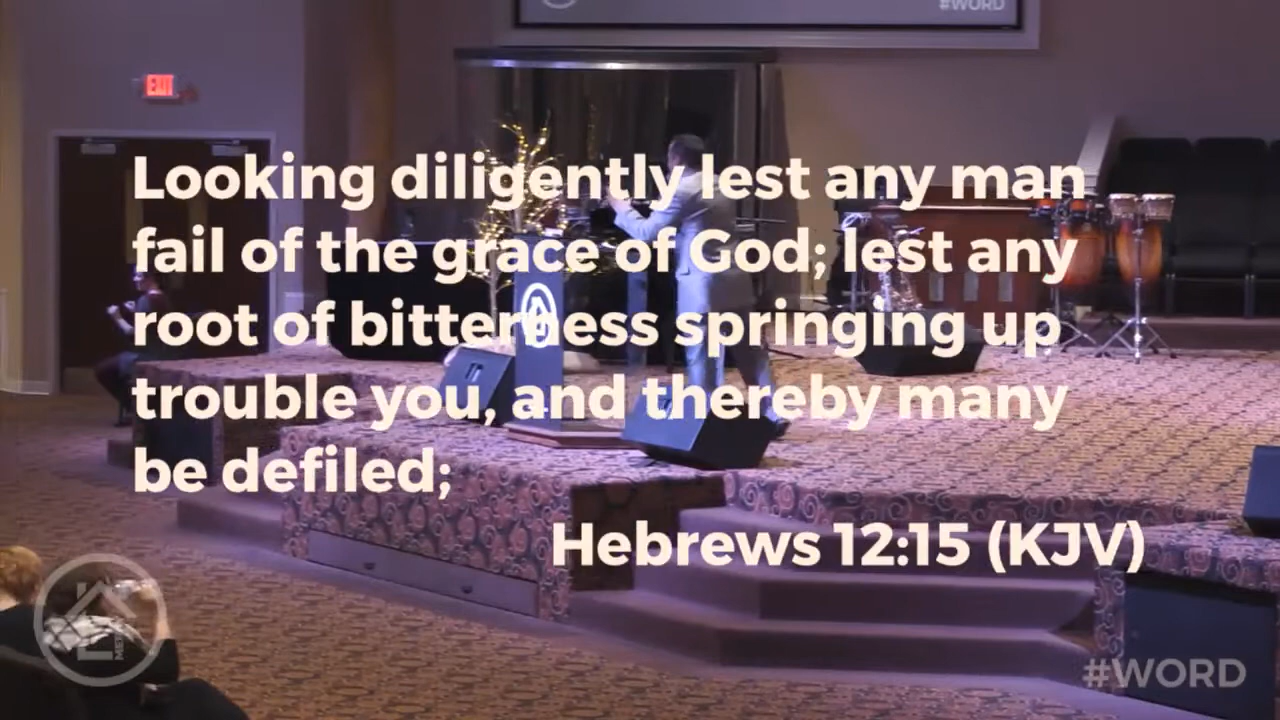 #WORD
EXIT
Looking diligently lest any man
fail of the grace of God; lest any
root of bitterness springing up
trouble you, and thereby many
be defiled;
Hebrews 12:15 (KJV)
#WORD